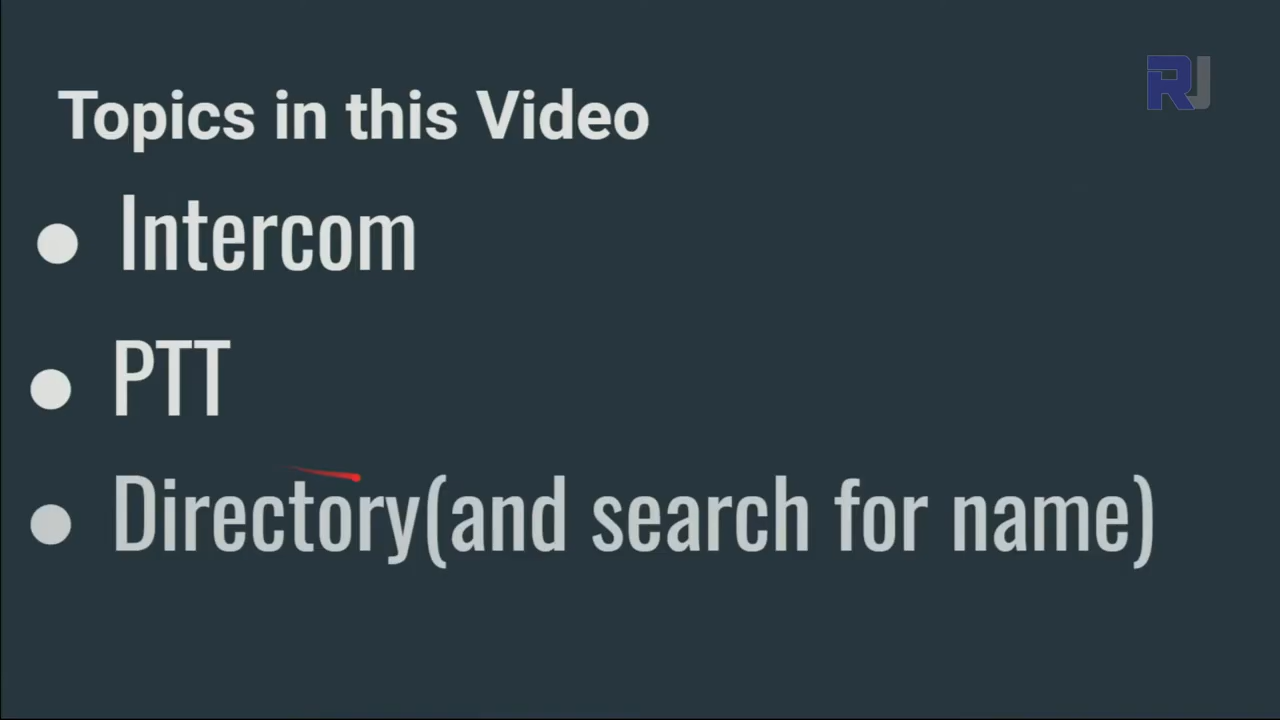 RJ
Topics in this Video
● Intercom
● PTT
● Directory(and search for name)